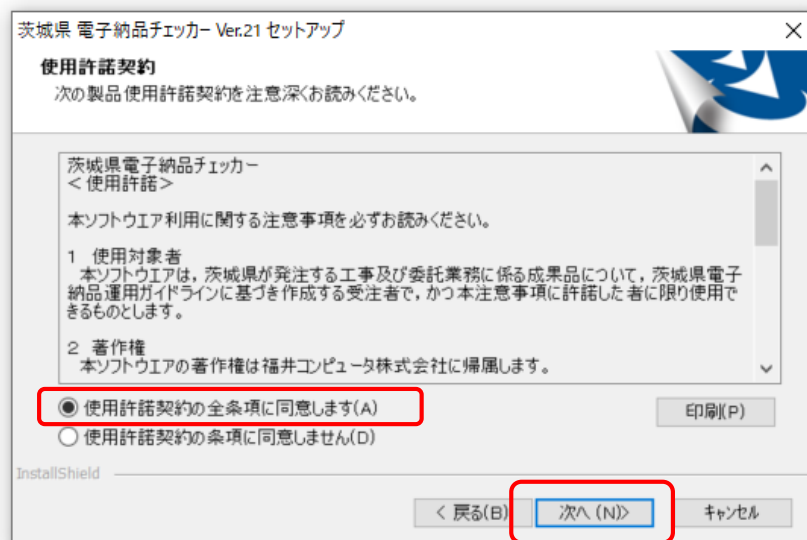 茨城県 電子納品チェッカー Ver.21 セットアップ
使用許諾契約
次の製品使用許諾契約を注意深くお読みください。
茨城県電子納品チェッカー
＜使用許諾＞
本ソフトウエア利用に関する注意事項を必ずお読みください。
1　使用対象者
　本ソフトウエアは，茨城県が発注する工事及び委託業務に係る成果品について，茨城県電子
納品運用ガイドラインに基づき作成する受注者で，かつ本注意事項に許諾した者に限り使用で
きるものとします。
2　著作権
　本ソフトウエアの著作権は福井コンピュータ株式会社に帰属します。
使用許諾契約の全条項に同意します(A)
印刷(P)
使用許諾契約の条項に同意しません(D)
InstallShield
< 戻る(B)
次へ (N)>
キャンセル